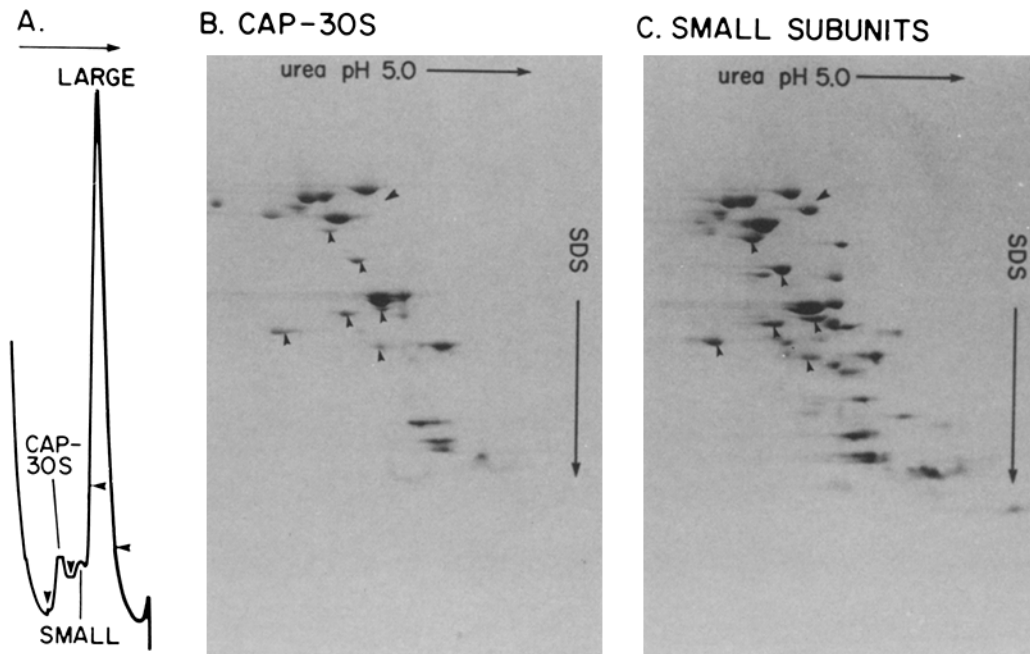 A.
LARGE
CAP-
30S
SMALL
B. CAP-30S
urea pH 5.0
SDS
C. SMALL SUBUNITS
urea pH 5.0
SDS